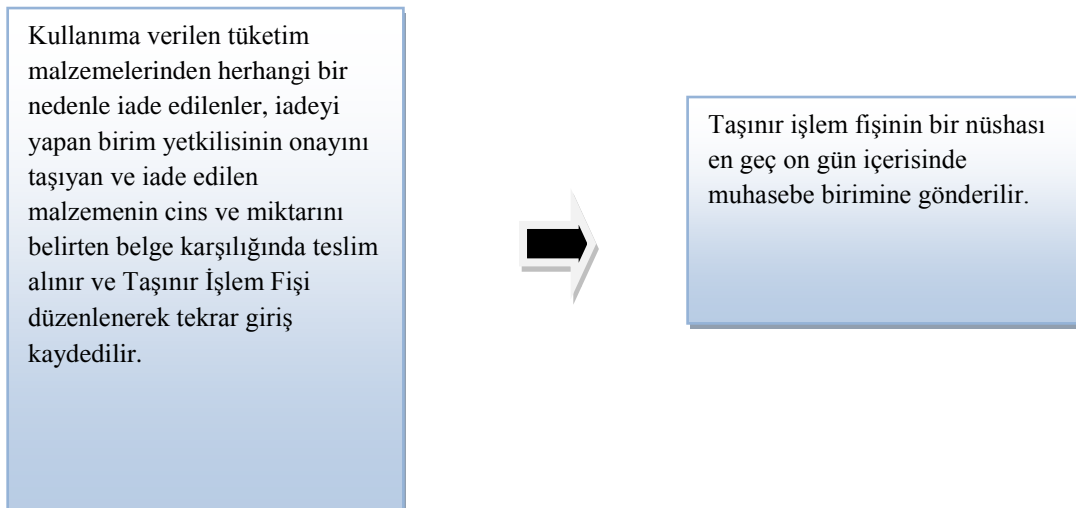 Kullanıma verilen tüketim
malzemelerinden herhangi bir
nedenle iade edilenler, iadeyi
yapan birim yetkilisinin onayını
taşıyan ve iade edilen
malzemenin cins ve miktarını
belirten belge karşılığında teslim
alınır ve Taşınır İşlem Fişi
düzenlenerek tekrar giriş
kaydedilir.
Taşınır işlem fişinin bir nüshası
en geç on gün içerisinde
muhasebe birimine gönderilir.